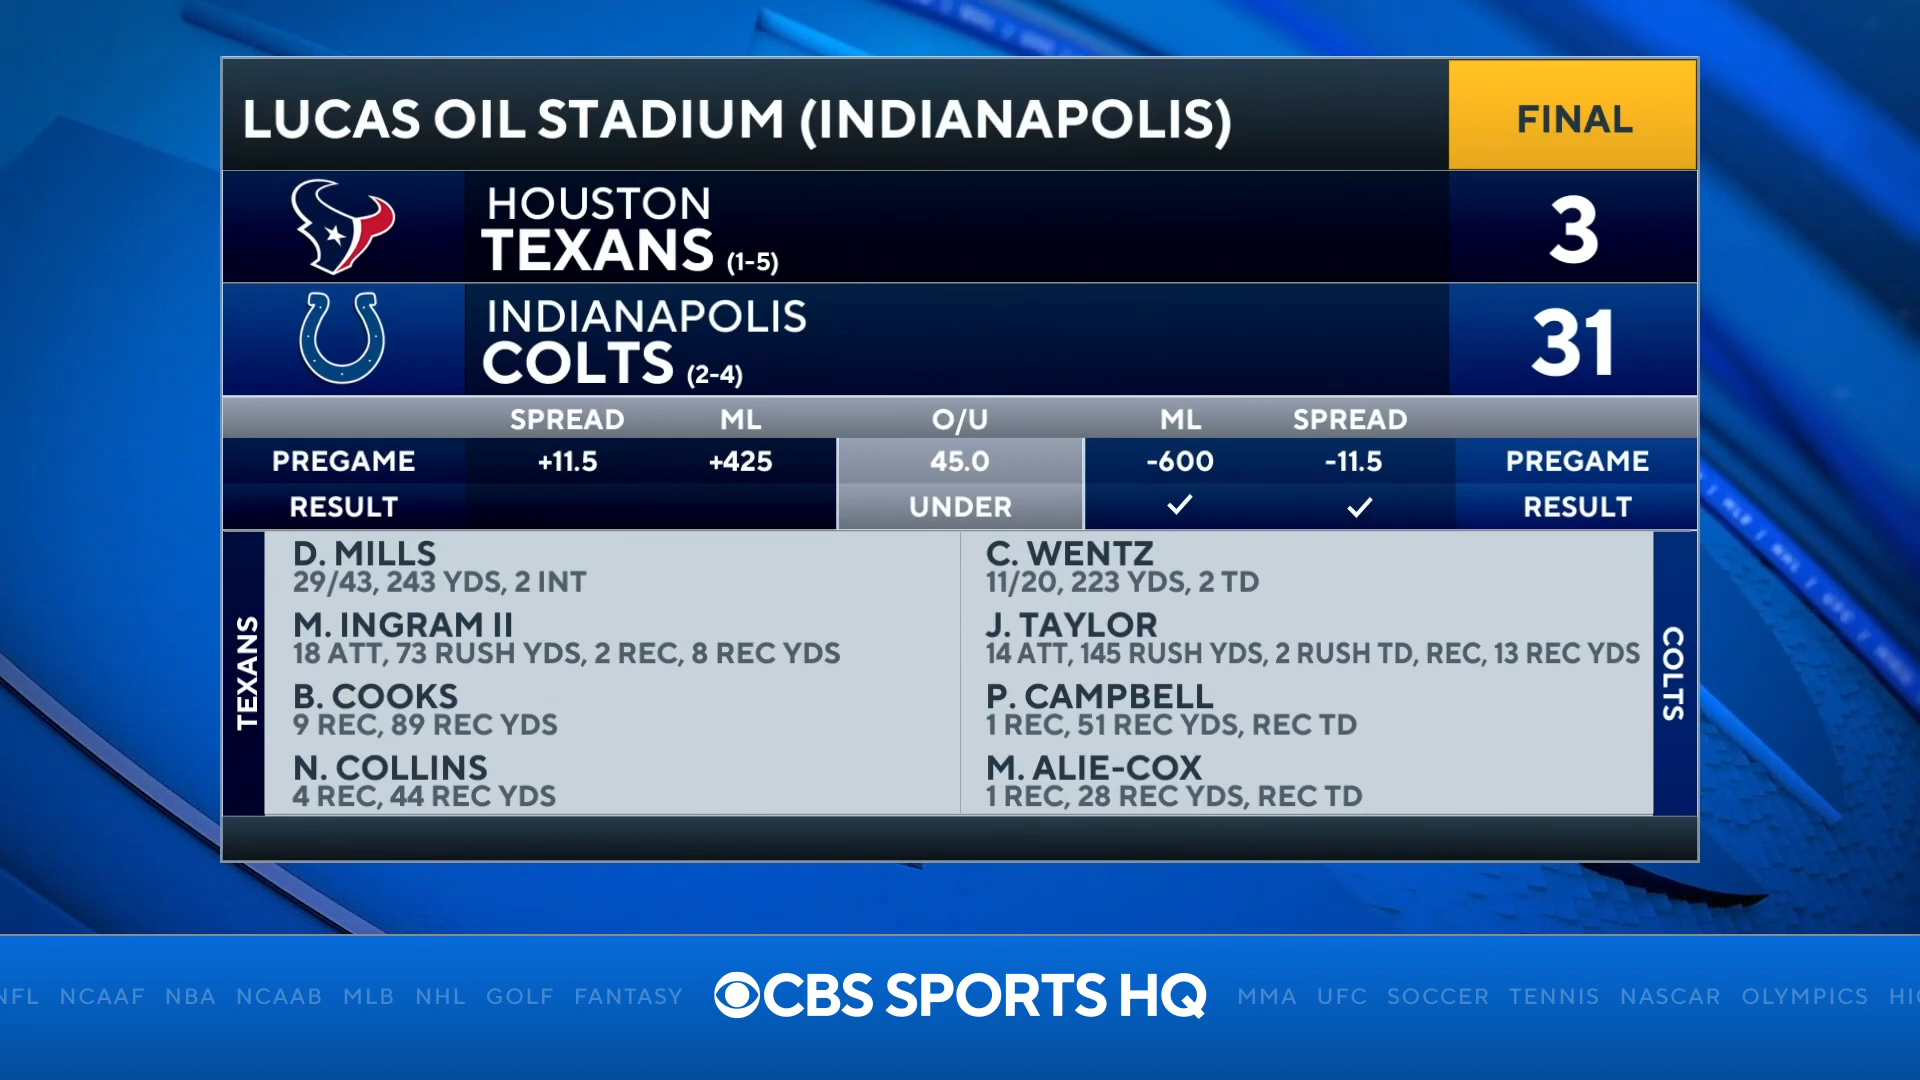 LUCAS OIL STADIUM (INDIANAPOLIS)
FINAL
HOUSTON
TEXANS (1-5)
3
INDIANAPOLIS
COLTS (2-4)
31
SPREAD ML O/U ML SPREAD
PREGAME +11.5 +425 45.0 -600 -11.5 PREGAME
RESULT UNDER ✓ ✓ RESULT
TEXANS
D. MILLS
29/43, 243 YDS, 2 INT
M. INGRAM II
18 ATT, 73 RUSH YDS, 2 REC, 8 REC YDS
B. COOKS
9 REC, 89 REC YDS
N. COLLINS
4 REC, 44 REC YDS
C. WENTZ
11/20, 223 YDS, 2 TD
J. TAYLOR
14 ATT, 145 RUSH YDS, 2 RUSH TD, REC, 13 REC YDS
P. CAMPBELL
1 REC, 51 REC YDS, REC TD
M. ALIE-COX
1 REC, 28 REC YDS, REC TD
COLTS
NFL NCAAF NBA NCAAB MLB NHL GOLF FANTASY CBS SPORTS HQ MMA UFC SOCCER TENNIS NASCAR OLYMPICS